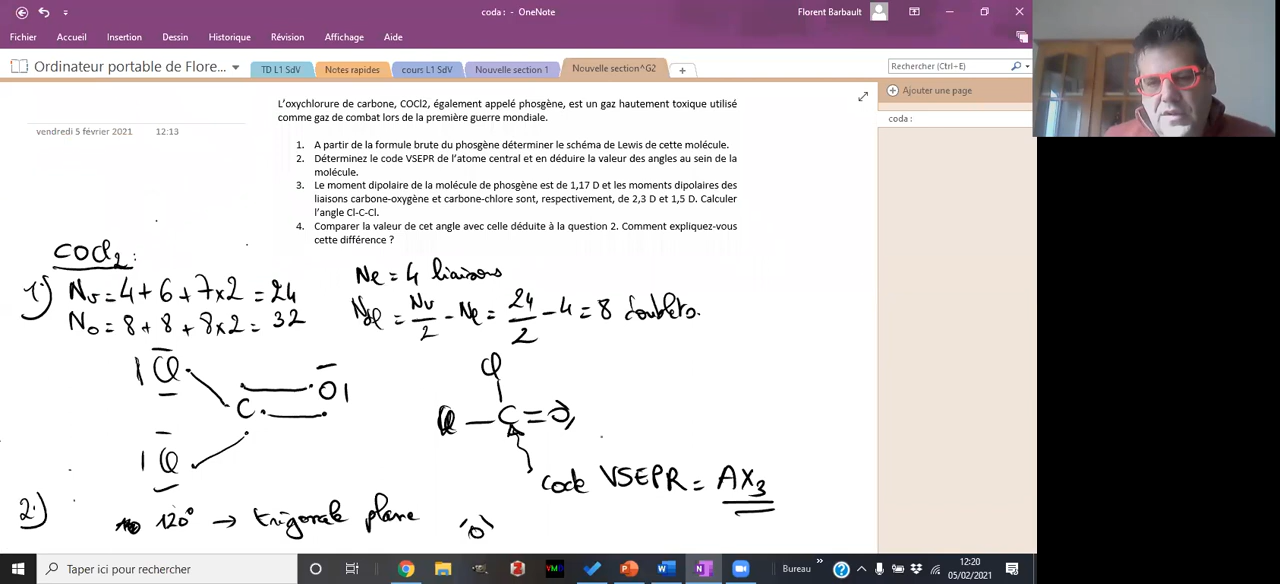 coda : - OneNote
Florent Barbault
Fichier Accueil Insertion Dessin Historique Révision Affichage Aide
Ordinateur portable de Flore...
TD L1 SdV
Notes rapides
cours L1 SdV
Nouvelle section 1
Nouvelle section^G2
Rechercher (Ctrl+E)
Ajouter une page
coda :
vendredi 5 février 2021 12:13
L'oxychlorure de carbone, COCl2, également appelé phosgène, est un gaz hautement toxique utilisé
comme gaz de combat lors de la première guerre mondiale.
1. A partir de la formule brute du phosgène déterminer le schéma de Lewis de cette molécule.
2. Déterminez le code VSEPR de l'atome central et en déduire la valeur des angles au sein de la
molécule.
3. Le moment dipolaire de la molécule de phosgène est de 1,17 D et les moments dipolaires des
liaisons carbone-oxygène et carbone-chlore sont, respectivement, de 2,3 D et 1,5 D. Calculer
l'angle Cl-C-Cl.
4. Comparer la valeur de cet angle avec celle déduite à la question 2. Comment expliquez-vous
cette différence ?
COCl2 :
1°) Nv = 4 + 6 + 7x2 = 24
No = 8 + 8 + 8x2 = 32
Nl = 4 liaisons
Ndl = Nv/2 - Nl = 24/2 - 4 = 8 doublets.
Cl
C O
Cl
Cl
Cl - C = O
code VSEPR = AX3
2°) 120° → trigonale plane
Taper ici pour rechercher
Bureau
12:20
05/02/2021